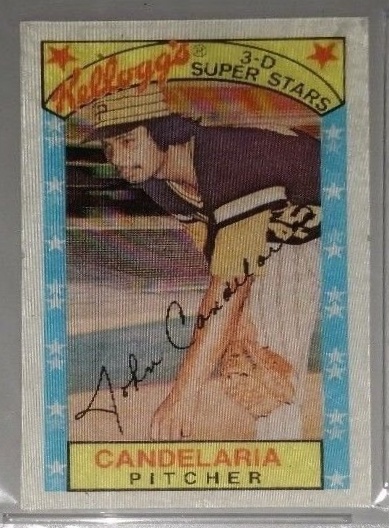 Kellogg's®
3-D
SUPER STARS
P
John Candelaria
CANDELARIA
PITCHER